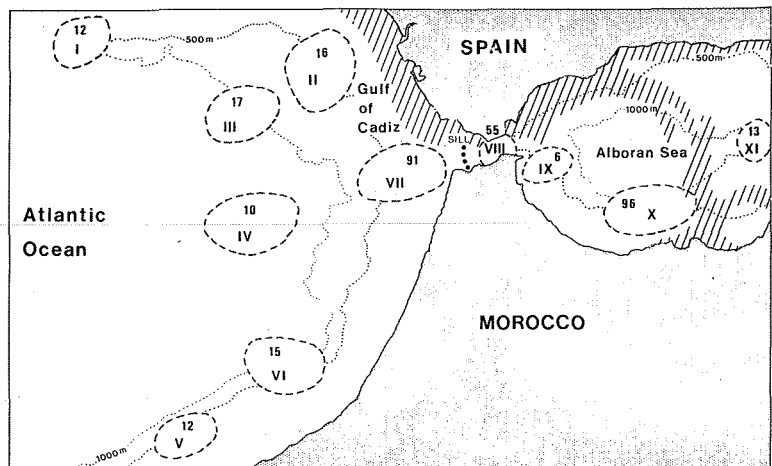 12
I
500m
16
II
SPAIN
500m
17
III
Gulf
of
Cadiz
1000m
SILL
55
VIII
13
XI
91
VII
6
IX
Alboran Sea
96
X
Atlantic
Ocean
10
IV
MOROCCO
15
VI
12
V
1000m